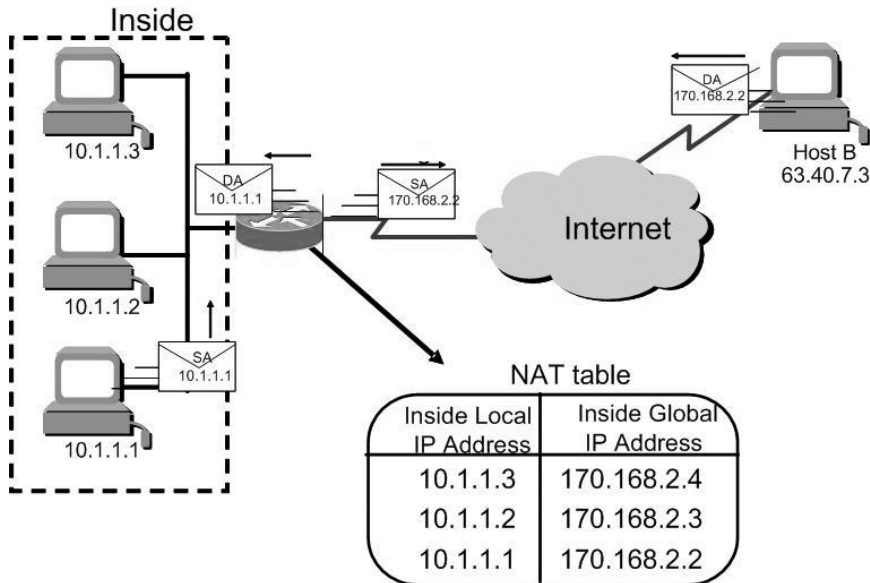 Inside
10.1.1.3
DA
10.1.1.1
SA
170.168.2.2
DA
170.168.2.2
Host B
63.40.7.3
Internet
10.1.1.2
SA
10.1.1.1
10.1.1.1
NAT table
Inside Local
IP Address
Inside Global
IP Address
10.1.1.3 170.168.2.4
10.1.1.2 170.168.2.3
10.1.1.1 170.168.2.2